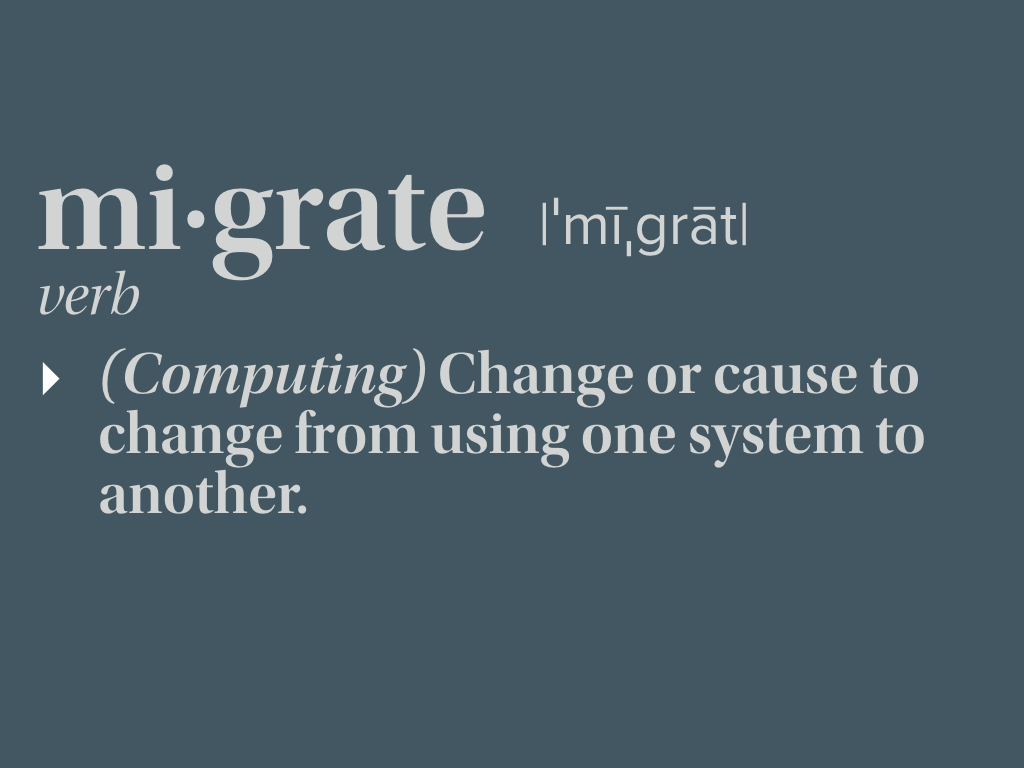 mi·grate |ˈmīˌgrāt|
verb
(Computing) Change or cause to
change from using one system to
another.